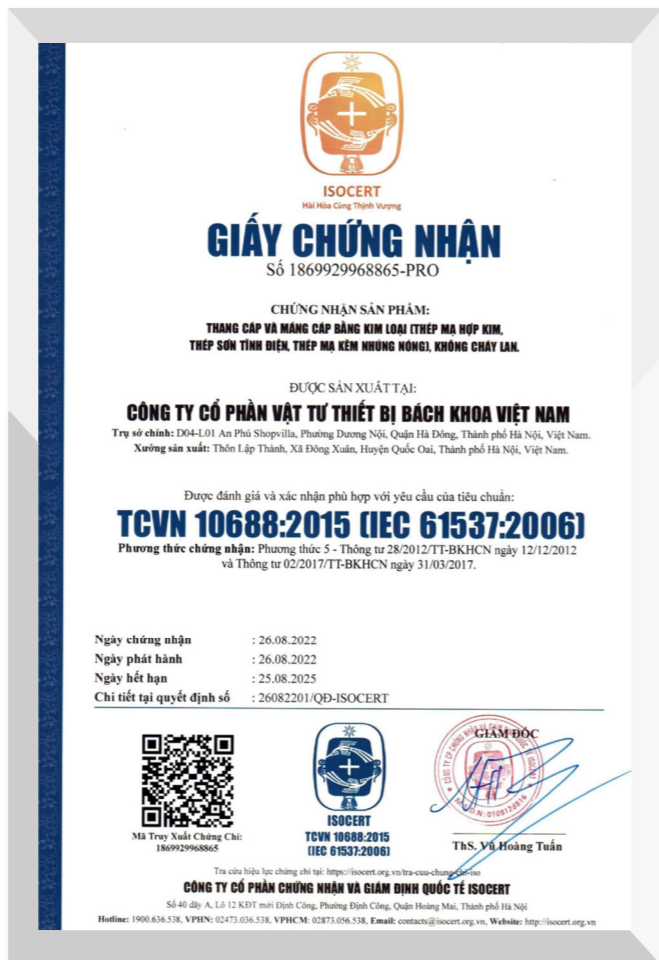 ISOCERT
Hài Hòa Cùng Thịnh Vượng
GIẤY CHỨNG NHẬN
Số 1869929968865-PRO
CHỨNG NHẬN SẢN PHẨM:
THANG CÁP VÀ MÁNG CÁP BẰNG KIM LOẠI (THÉP MẠ HỢP KIM,
THÉP SƠN TĨNH ĐIỆN, THÉP MẠ KẼM NHÚNG NÓNG), KHÔNG CHÁY LAN.
ĐƯỢC SẢN XUẤT TẠI:
CÔNG TY CỔ PHẦN VẬT TƯ THIẾT BỊ BÁCH KHOA VIỆT NAM
Trụ sở chính: D04-L01 An Phú Shopvilla, Phường Dương Nội, Quận Hà Đông, Thành phố Hà Nội, Việt Nam.
Xưởng sản xuất: Thôn Lập Thành, Xã Đông Xuân, Huyện Quốc Oai, Thành phố Hà Nội, Việt Nam.
Được đánh giá và xác nhận phù hợp với yêu cầu của tiêu chuẩn:
TCVN 10688:2015 (IEC 61537:2006)
Phương thức chứng nhận: Phương thức 5 - Thông tư 28/2012/TT-BKHCN ngày 12/12/2012
và Thông tư 02/2017/TT-BKHCN ngày 31/03/2017.
Ngày chứng nhận : 26.08.2022
Ngày phát hành : 26.08.2022
Ngày hết hạn : 25.08.2025
Chi tiết tại quyết định số : 26082201/QĐ-ISOCERT
GIÁM ĐỐC
ISOCERT
TCVN 10688:2015
(IEC 61537:2006)
Mã Truy Xuất Chứng Chỉ:
1869929968865
ThS. Vũ Hoàng Tuấn
Tra cứu hiệu lực chứng chỉ tại: https://isocert.org.vn/tra-cuu-chung-chi-iso
CÔNG TY CỔ PHẦN CHỨNG NHẬN VÀ GIÁM ĐỊNH QUỐC TẾ ISOCERT
Số 40 dãy A, Lô 12 KĐT mới Định Công, Phường Định Công, Quận Hoàng Mai, Thành phố Hà Nội
Hotline: 1900.636.538, VPHN: 02473.036.538, VPHCM: 02873.056.538, Email: contacts@isocert.org.vn, Website: http://isocert.org.vn